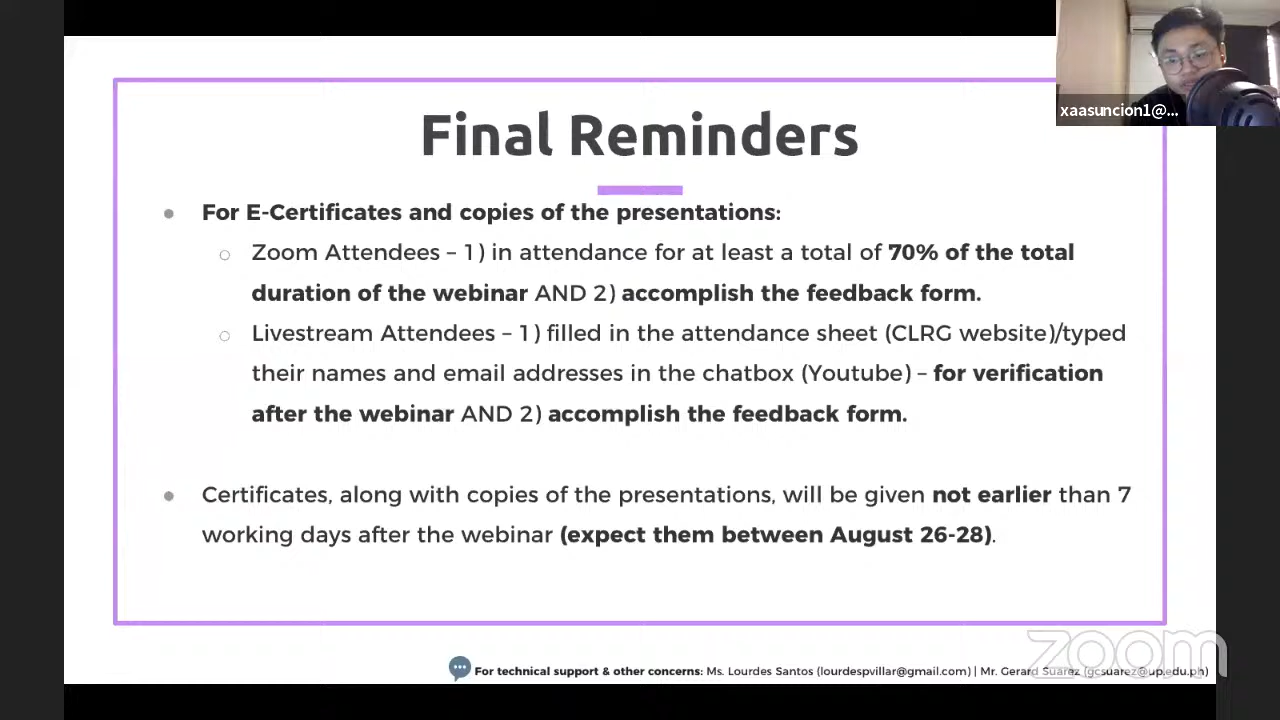 xaasuncion1@...
Final Reminders
● For E-Certificates and copies of the presentations:
○ Zoom Attendees – 1) in attendance for at least a total of 70% of the total
duration of the webinar AND 2) accomplish the feedback form.
○ Livestream Attendees – 1) filled in the attendance sheet (CLRG website)/typed
their names and email addresses in the chatbox (Youtube) – for verification
after the webinar AND 2) accomplish the feedback form.
● Certificates, along with copies of the presentations, will be given not earlier than 7
working days after the webinar (expect them between August 26-28).
zoom
For technical support & other concerns: Ms. Lourdes Santos (lourdespvillar@gmail.com) | Mr. Gerard Suarez (gcsuarez@up.edu.ph)